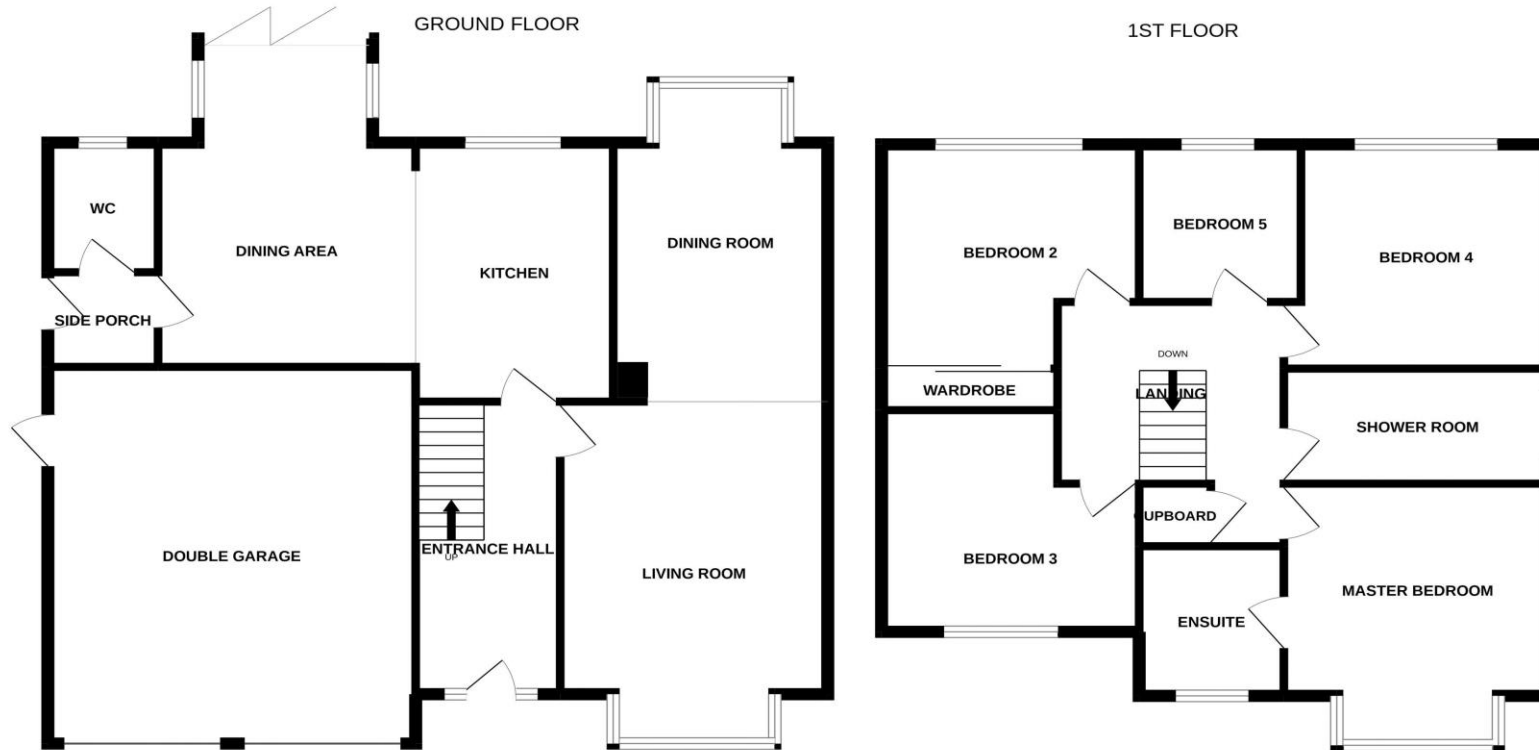 GROUND FLOOR
WC
DINING AREA
KITCHEN
DINING ROOM
SIDE PORCH
DOUBLE GARAGE
ENTRANCE HALL
UP
LIVING ROOM
1ST FLOOR
BEDROOM 2
BEDROOM 5
BEDROOM 4
DOWN
WARDROBE
LANDING
SHOWER ROOM
CUPBOARD
BEDROOM 3
MASTER BEDROOM
ENSUITE